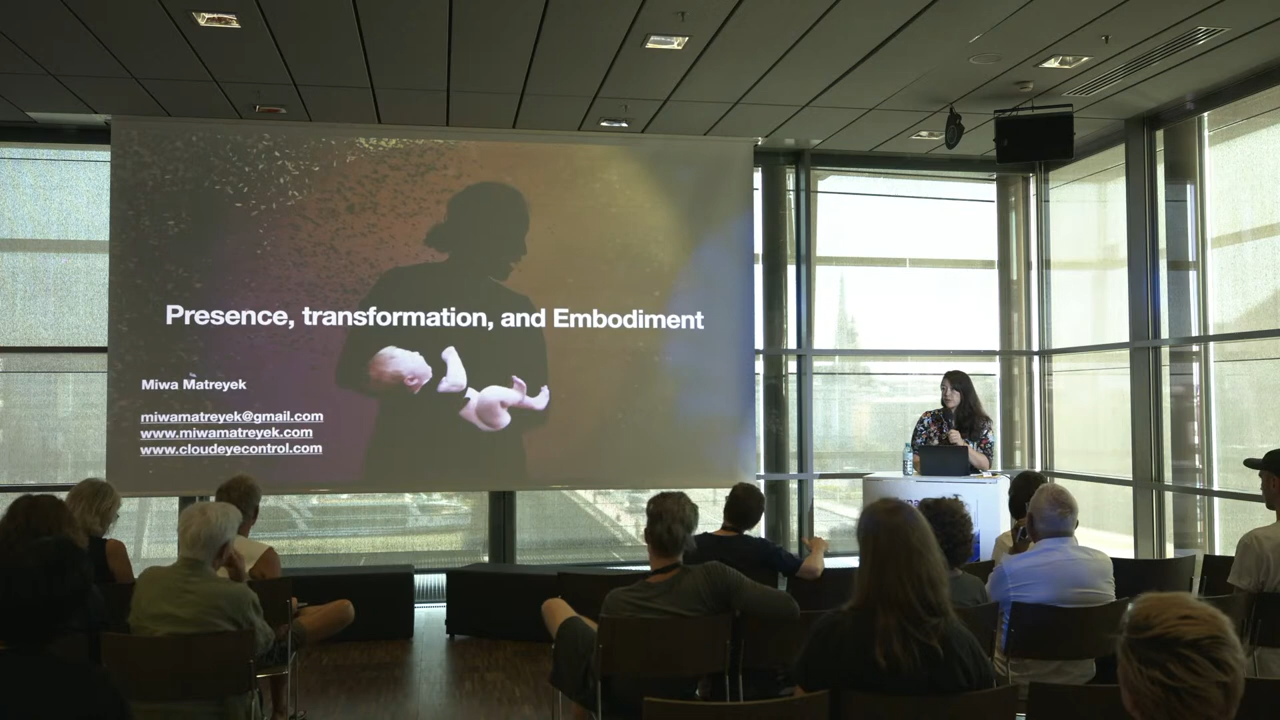 Presence, transformation, and Embodiment
Miwa Matreyek
miwamatreyek@gmail.com
www.miwamatreyek.com
www.cloudeyecontrol.com